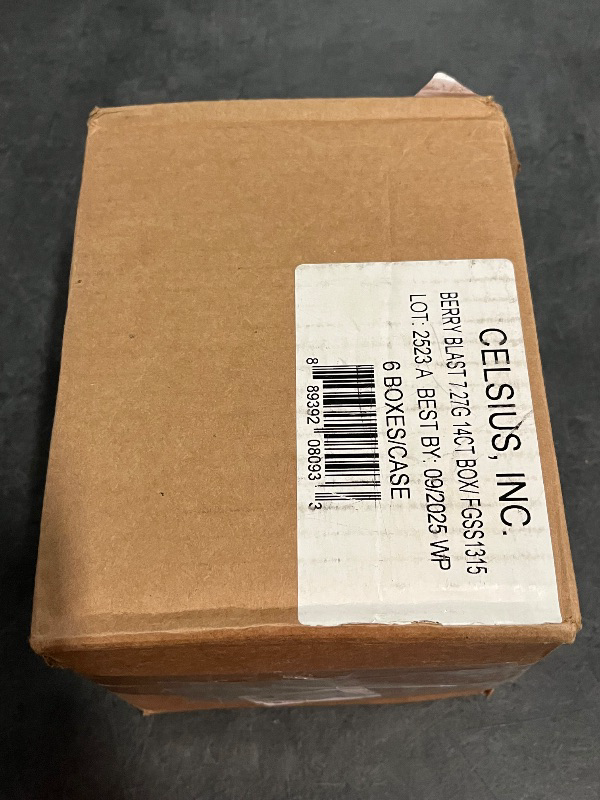 CELSIUS, INC.
BERRY BLAST 7.27G 14CT BOX/FGSS1315
LOT: 2523 A BEST BY: 09/2025 WP
6 BOXES/CASE
8 89392 08093 3